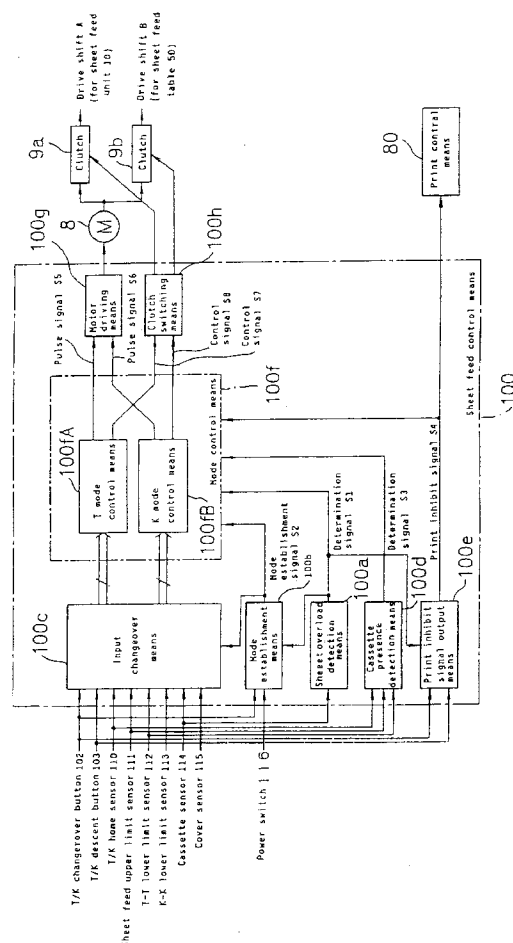 T/K changeover button 102
T/K descent button 103
T/K home sensor 110
heet feed upper limit sensor 111
T-T lower limit sensor 112
K-K lower limit sensor 113
Cassette sensor 114
Cover sensor 115
Power switch 116
100c
Input
changeover
means
Mode
establishment
means
100b
Mode
establishment
signal S2
Sheet overload
detection
means
100a
Determination
signal S1
Cassette
presence
detection means
100d
Determination
signal S3
Print inhibit
signal output
means
100e
Print inhibit signal S4
100fA
T mode
control means
K mode
control means
100fB
Mode control means
100f
Pulse signal S5
Pulse signal S6
Control
signal S8
Control
signal S7
Motor
driving
means
100g
Clutch
switching
means
100h
Sheet feed control means
100
8
M
9a
Clutch
9b
Clutch
Drive shift A
(for sheet feed
unit 10)
Drive shift B
(for sheet feed
table 50)
80
Print control
means